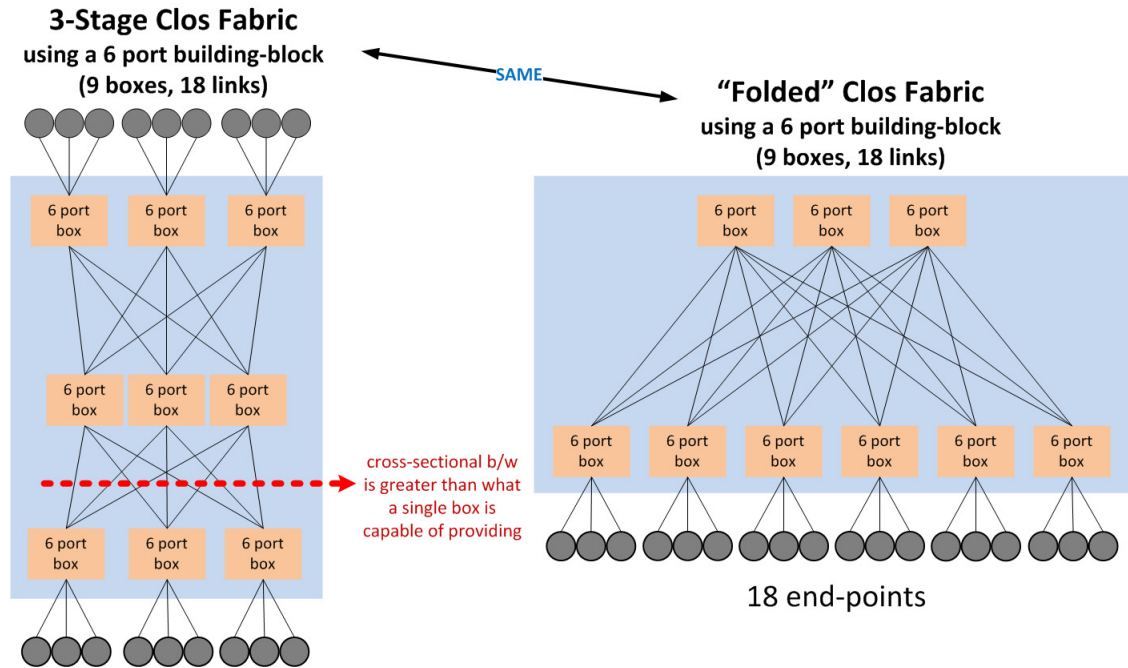 3-Stage Clos Fabric
using a 6 port building-block
(9 boxes, 18 links)
SAME
“Folded” Clos Fabric
using a 6 port building-block
(9 boxes, 18 links)
6 port
box
6 port
box
6 port
box
6 port
box
6 port
box
6 port
box
6 port
box
6 port
box
6 port
box
cross-sectional b/w
is greater than what
a single box is
capable of providing
6 port
box
6 port
box
6 port
box
6 port
box
6 port
box
6 port
box
6 port
box
6 port
box
6 port
box
18 end-points